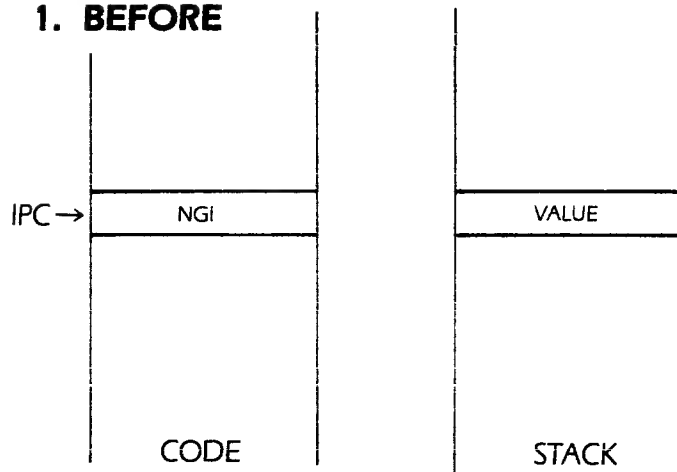 1. BEFORE
IPC → NGI VALUE
CODE STACK